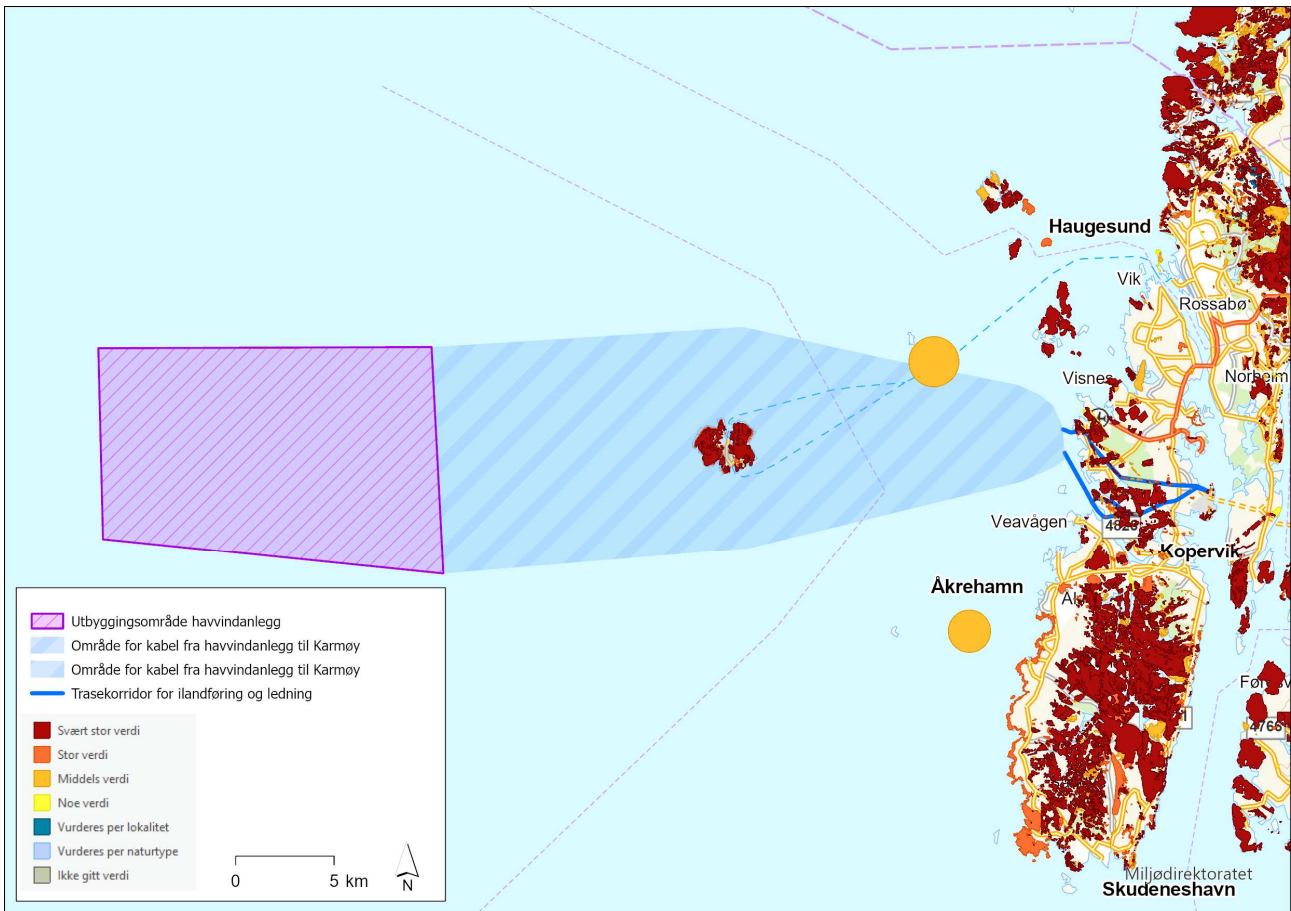 Haugesund
Vik
Rossabø
Visnes
Norheim
Veavågen
Kopervik
Åkrehamn
4765
Miljødirektoratet
Skudeneshavn
Utbyggingsområde havvindanlegg
Område for kabel fra havvindanlegg til Karmøy
Område for kabel fra havvindanlegg til Karmøy
Trasekorridor for ilandføring og ledning
Svært stor verdi
Stor verdi
Middels verdi
Noe verdi
Vurderes per lokalitet
Vurderes per naturtype
Ikke gitt verdi
0 5 km
N